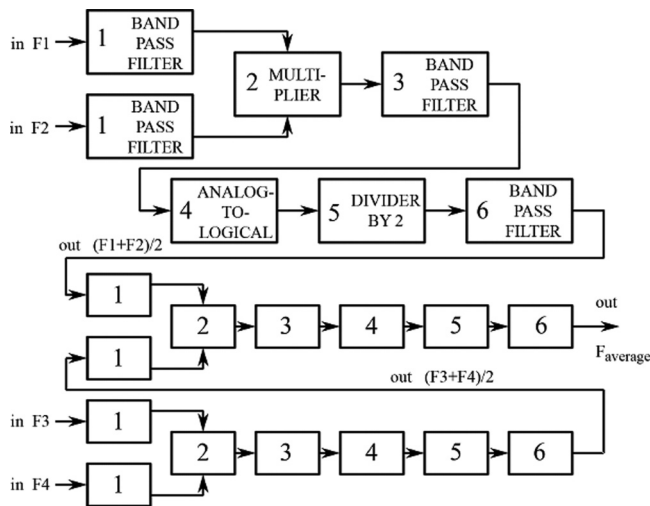 in F1
1 BAND
PASS
FILTER
2 MULTI-
PLIER
3 BAND
PASS
FILTER
in F2
1 BAND
PASS
FILTER
4 ANALOG-
TO-
LOGICAL
5 DIVIDER
BY 2
6 BAND
PASS
FILTER
out (F1+F2)/2
1
1
2
3
4
5
6
out
Faverage
out (F3+F4)/2
in F3
1
2
3
4
5
6
in F4
1